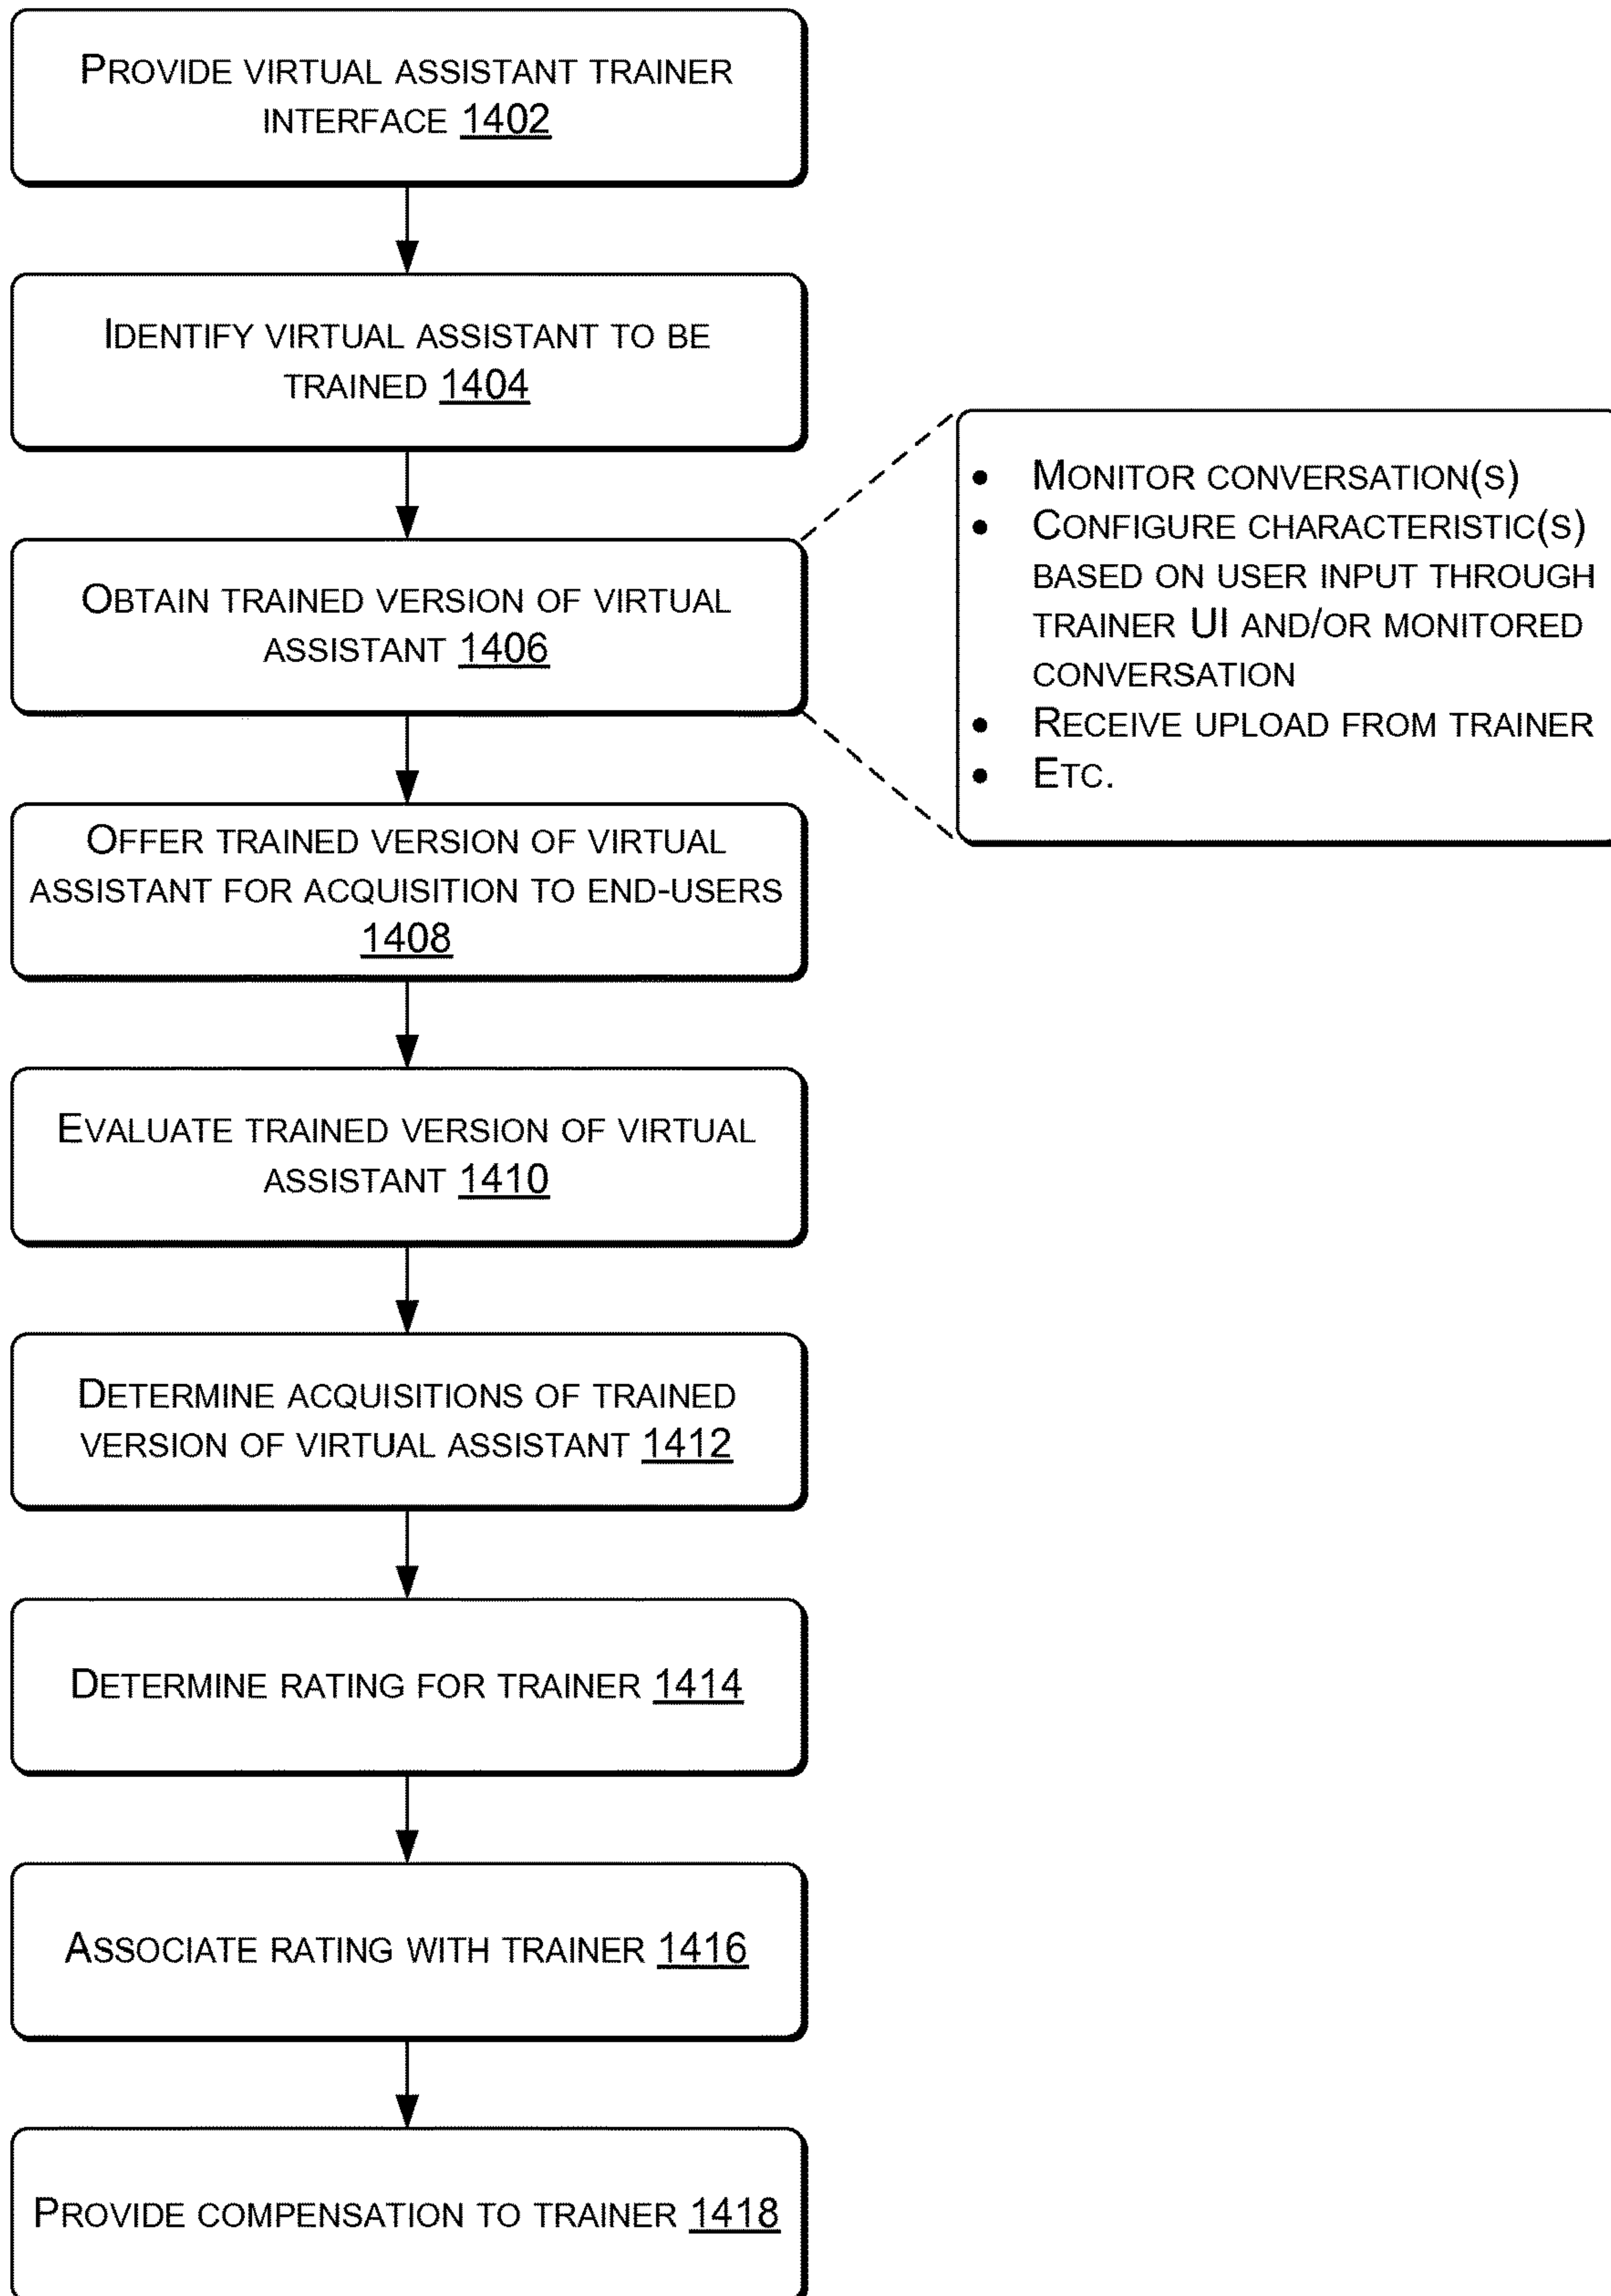 PROVIDE VIRTUAL ASSISTANT TRAINER
INTERFACE 1402
IDENTIFY VIRTUAL ASSISTANT TO BE
TRAINED 1404
OBTAIN TRAINED VERSION OF VIRTUAL
ASSISTANT 1406
• MONITOR CONVERSATION(S)
• CONFIGURE CHARACTERISTIC(S)
BASED ON USER INPUT THROUGH
TRAINER UI AND/OR MONITORED
CONVERSATION
• RECEIVE UPLOAD FROM TRAINER
• ETC.
OFFER TRAINED VERSION OF VIRTUAL
ASSISTANT FOR ACQUISITION TO END-USERS
1408
EVALUATE TRAINED VERSION OF VIRTUAL
ASSISTANT 1410
DETERMINE ACQUISITIONS OF TRAINED
VERSION OF VIRTUAL ASSISTANT 1412
DETERMINE RATING FOR TRAINER 1414
ASSOCIATE RATING WITH TRAINER 1416
PROVIDE COMPENSATION TO TRAINER 1418